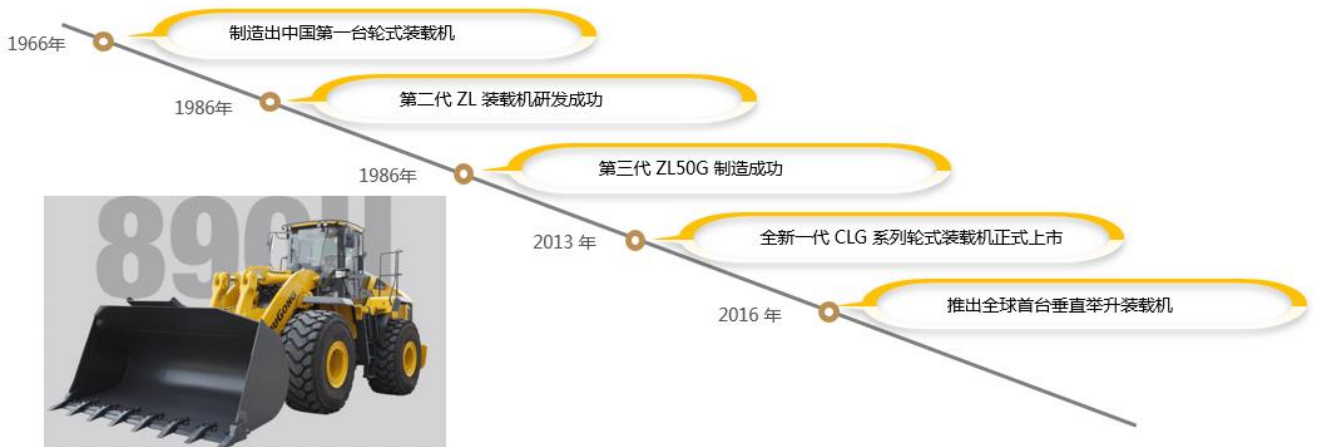 1966年
制造出中国第一台轮式装载机
1986年
第二代 ZL 装载机研发成功
1986年
第三代 ZL50G 制造成功
2013 年
全新一代 CLG 系列轮式装载机正式上市
2016 年
推出全球首台垂直举升装载机